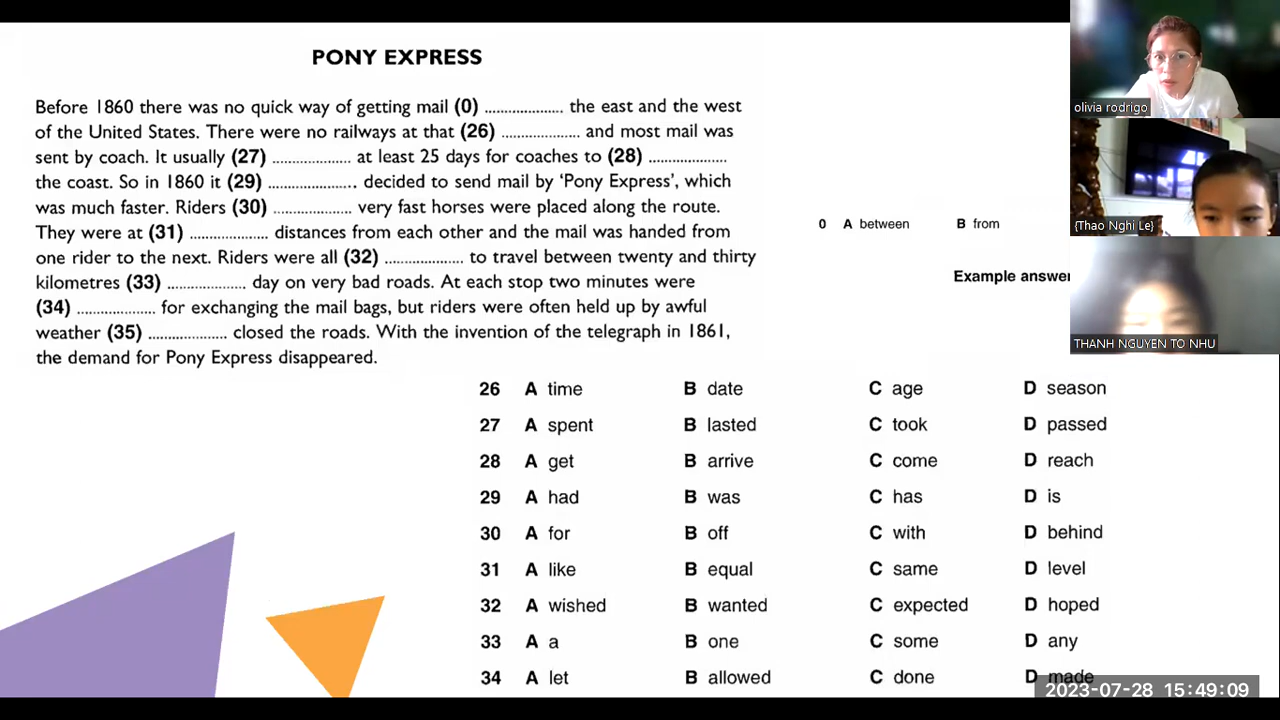 PONY EXPRESS
Before 1860 there was no quick way of getting mail (0) .................... the east and the west
of the United States. There were no railways at that (26) .................... and most mail was
sent by coach. It usually (27) .................... at least 25 days for coaches to (28) ....................
the coast. So in 1860 it (29) ...................... decided to send mail by 'Pony Express', which
was much faster. Riders (30) .................... very fast horses were placed along the route.
They were at (31) .................... distances from each other and the mail was handed from
one rider to the next. Riders were all (32) .................... to travel between twenty and thirty
kilometres (33) .................... day on very bad roads. At each stop two minutes were
(34) .................... for exchanging the mail bags, but riders were often held up by awful
weather (35) .................... closed the roads. With the invention of the telegraph in 1861,
the demand for Pony Express disappeared.
0 A between B from
Example answer
26 A time B date C age D season
27 A spent B lasted C took D passed
28 A get B arrive C come D reach
29 A had B was C has D is
30 A for B off C with D behind
31 A like B equal C same D level
32 A wished B wanted C expected D hoped
33 A a B one C some D any
34 A let B allowed C done D made
olivia rodrigo
{Thao Nghi Le}
THANH NGUYEN TO NHU
2023-07-28 15:49:09